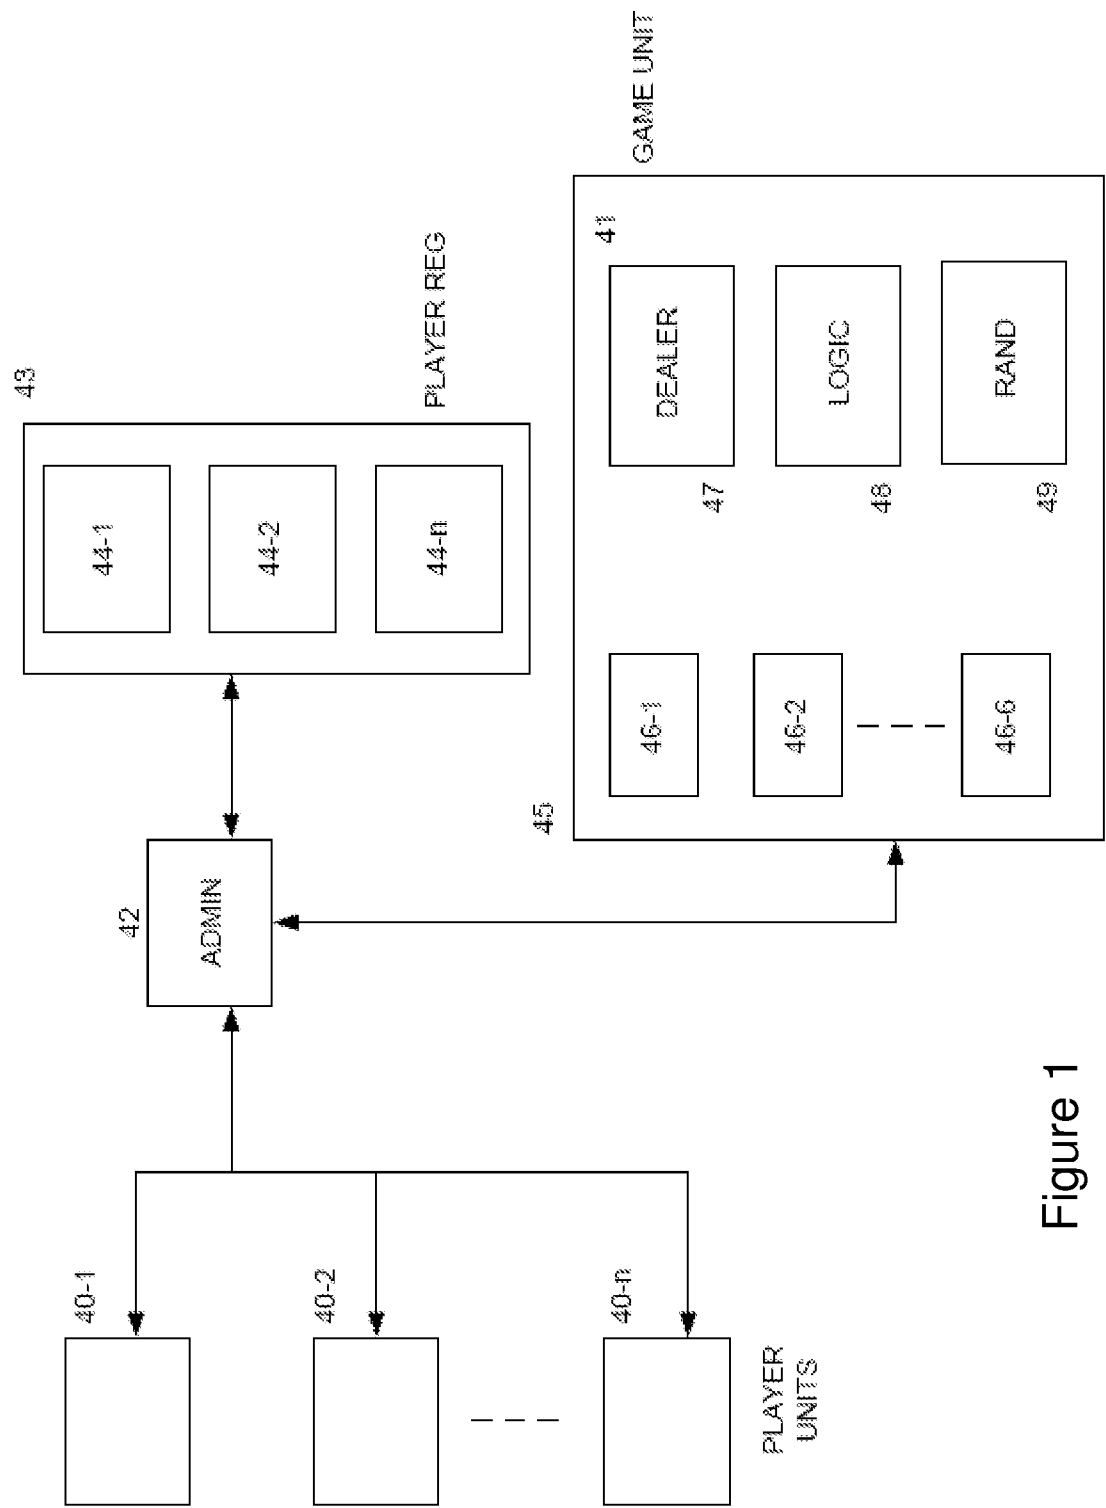 40-1
40-2
40-n
PLAYER
UNITS
42
ADMIN
43
44-1
44-2
44-n
PLAYER REG
45
46-1
46-2
46-6
47
DEALER
48
LOGIC
49
RAND
41
GAME UNIT
Figure 1